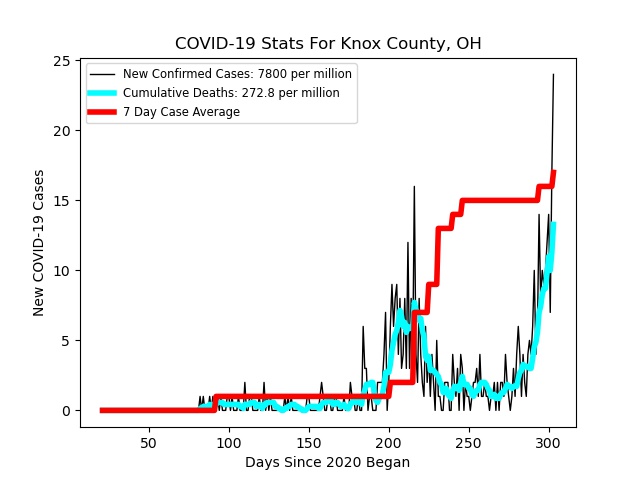 COVID-19 Stats For Knox County, OH
New Confirmed Cases: 7800 per million
Cumulative Deaths: 272.8 per million
7 Day Case Average
New COVID-19 Cases
25
20
15
10
5
0
50 100 150 200 250 300
Days Since 2020 Began